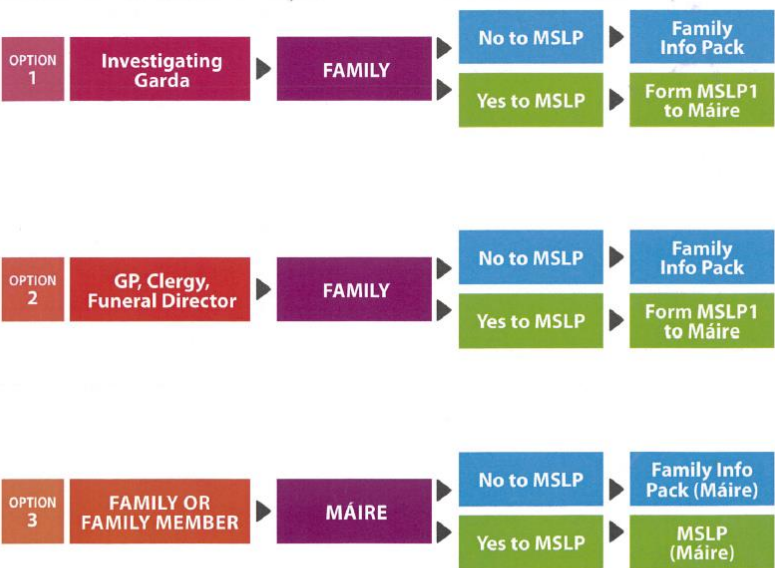 OPTION
1
Investigating
Garda
FAMILY
No to MSLP
Family
Info Pack
Yes to MSLP
Form MSLP1
to Máire
OPTION
2
GP, Clergy,
Funeral Director
FAMILY
No to MSLP
Family
Info Pack
Yes to MSLP
Form MSLP1
to Máire
OPTION
3
FAMILY OR
FAMILY MEMBER
MÁIRE
No to MSLP
Family Info
Pack (Máire)
Yes to MSLP
MSLP
(Máire)